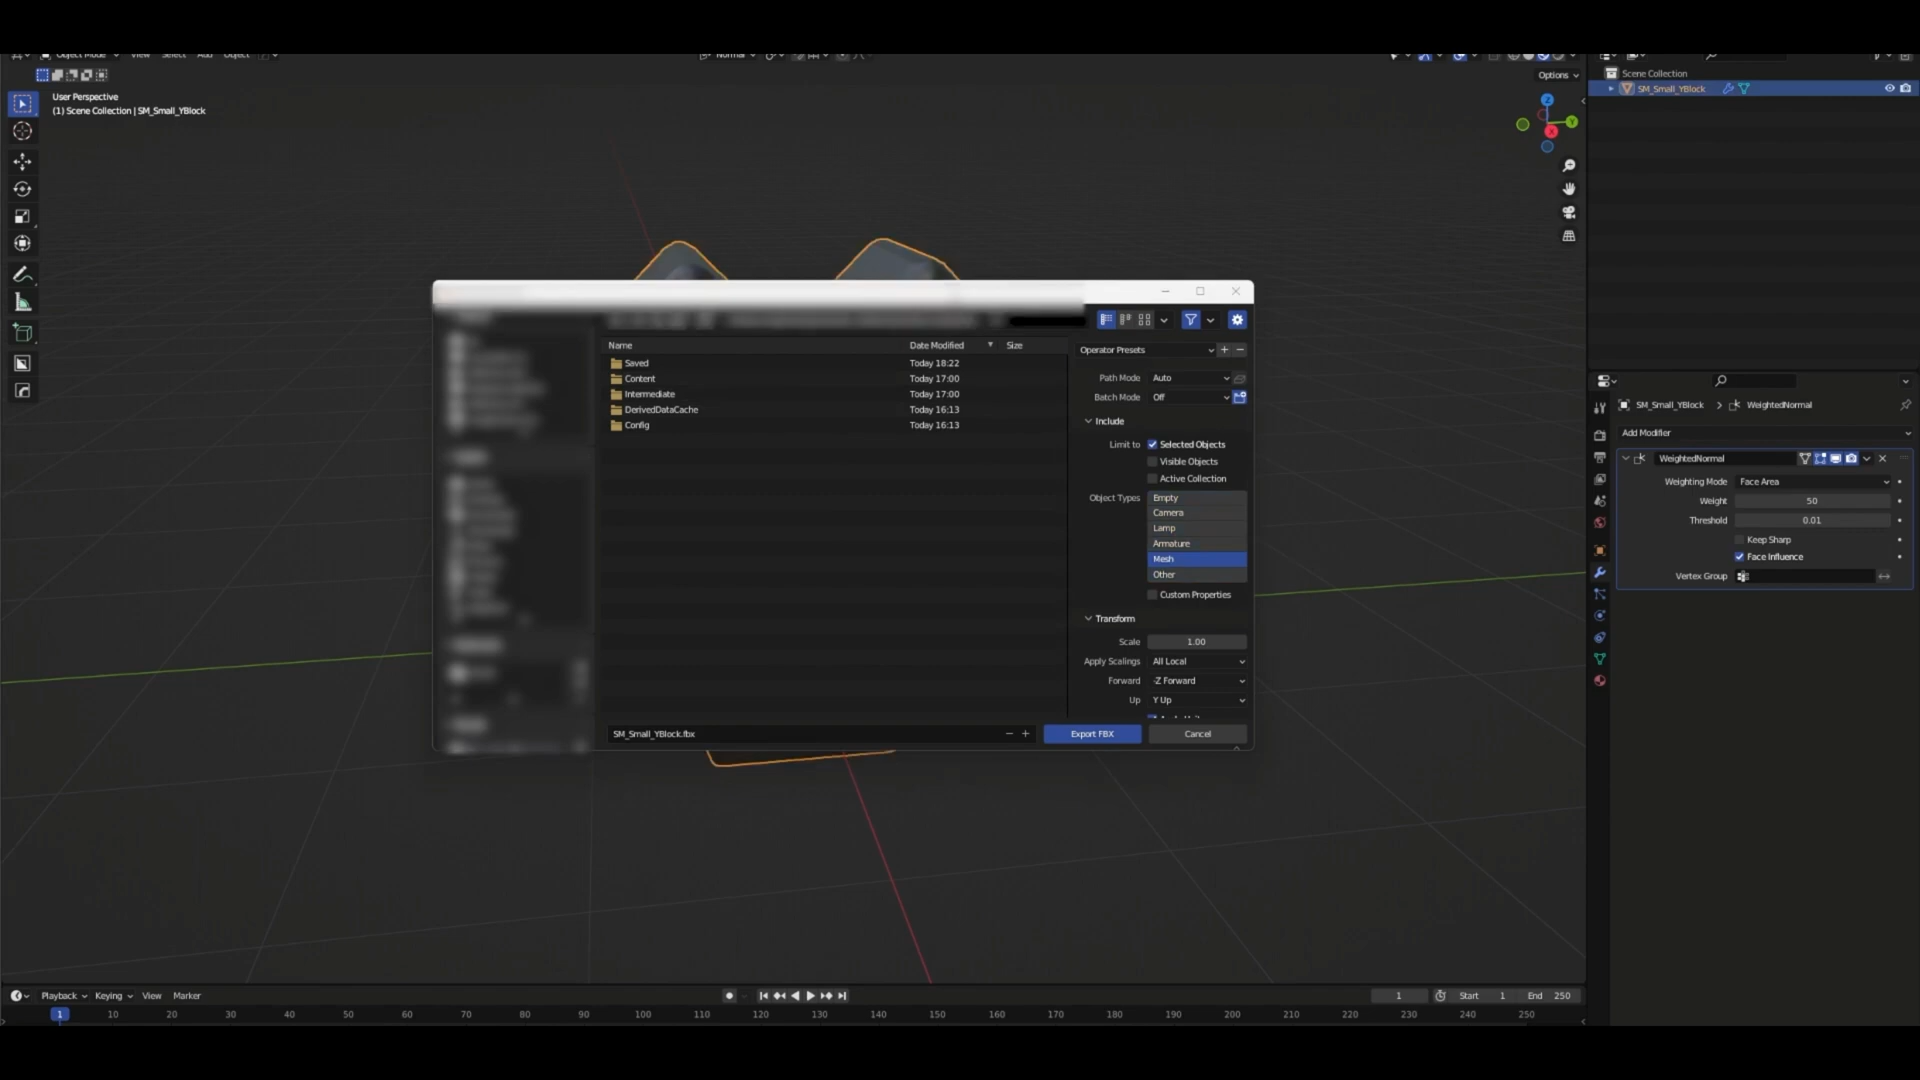 Object Mode View Select Add Object Normal
Options
User Perspective
(1) Scene Collection | SM_Small_YBlock
Z
Y
X
Scene Collection
SM_Small_YBlock
Name Date Modified Size
Saved Today 18:22
Content Today 17:00
Intermediate Today 17:00
DerivedDataCache Today 16:13
Config Today 16:13
Operator Presets
Path Mode Auto
Batch Mode Off
Include
Limit to Selected Objects
Visible Objects
Active Collection
Object Types Empty
Camera
Lamp
Armature
Mesh
Other
Custom Properties
Transform
Scale 1.00
Apply Scalings All Local
Forward -Z Forward
Up Y Up
SM_Small_YBlock.fbx Export FBX Cancel
SM_Small_YBlock WeightedNormal
Add Modifier
WeightedNormal
Weighting Mode Face Area
Weight 50
Threshold 0.01
Keep Sharp
Face Influence
Vertex Group
Playback Keying View Marker 1 Start 1 End 250
1 10 20 30 40 50 60 70 80 90 100 110 120 130 140 150 160 170 180 190 200 210 220 230 240 250